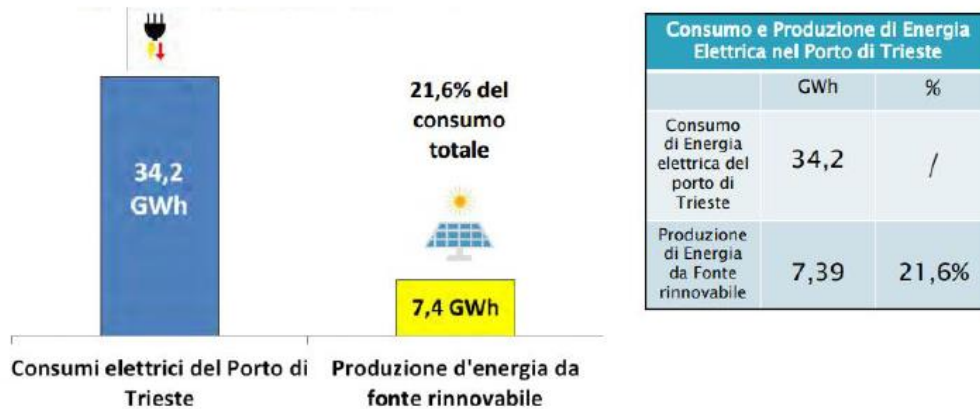 34,2
GWh
21,6% del
consumo
totale
7,4 GWh
Consumi elettrici del Porto di
Trieste
Produzione d'energia da
fonte rinnovabile
Consumo e Produzione di Energia
Elettrica nel Porto di Trieste
GWh %
Consumo
di Energia
elettrica del
porto di
Trieste
34,2 /
Produzione
di Energia
da Fonte
rinnovabile
7,39 21,6%